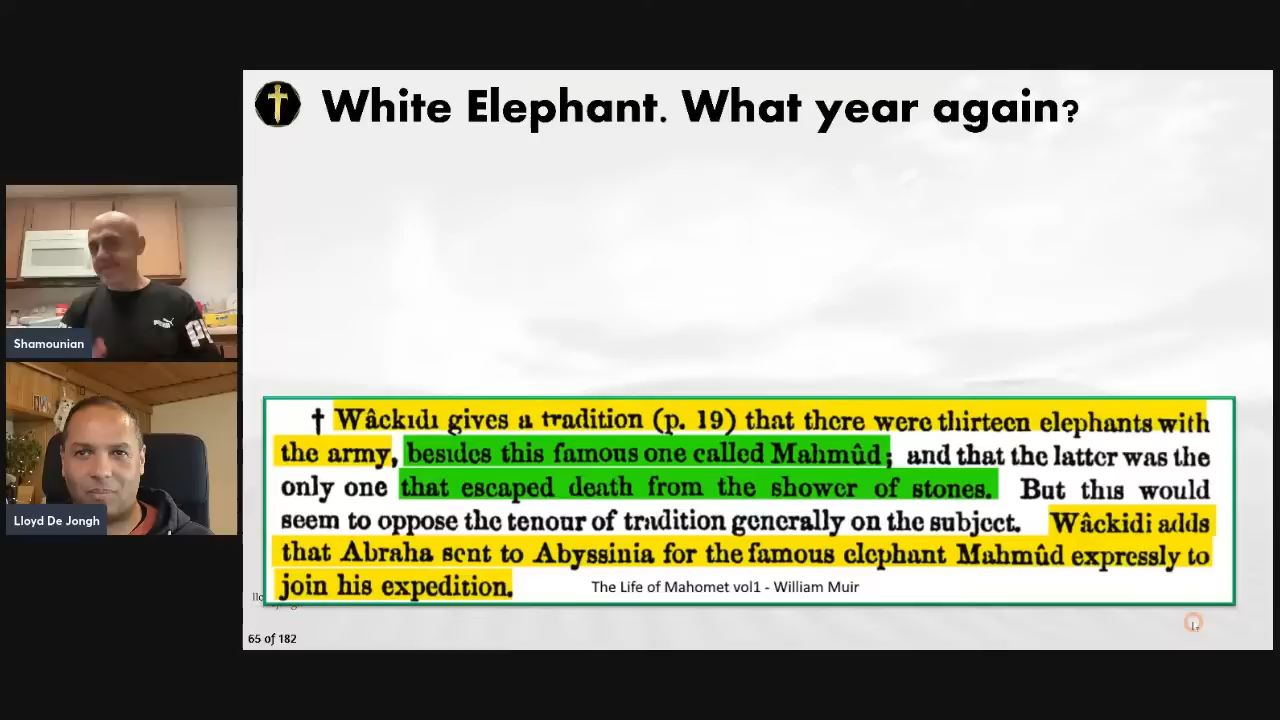 White Elephant. What year again?
Shamounian
Lloyd De Jongh
† Wâckıdı gives a tradition (p. 19) that there were thirteen elephants with
the army, besides this famous one called Mahmûd; and that the latter was the
only one that escaped death from the shower of stones. But this would
seem to oppose the tenour of tradition generally on the subject. Wâckidi adds
that Abraha sent to Abyssinia for the famous elephant Mahmûd expressly to
join his expedition. The Life of Mahomet vol1 - William Muir
65 of 182